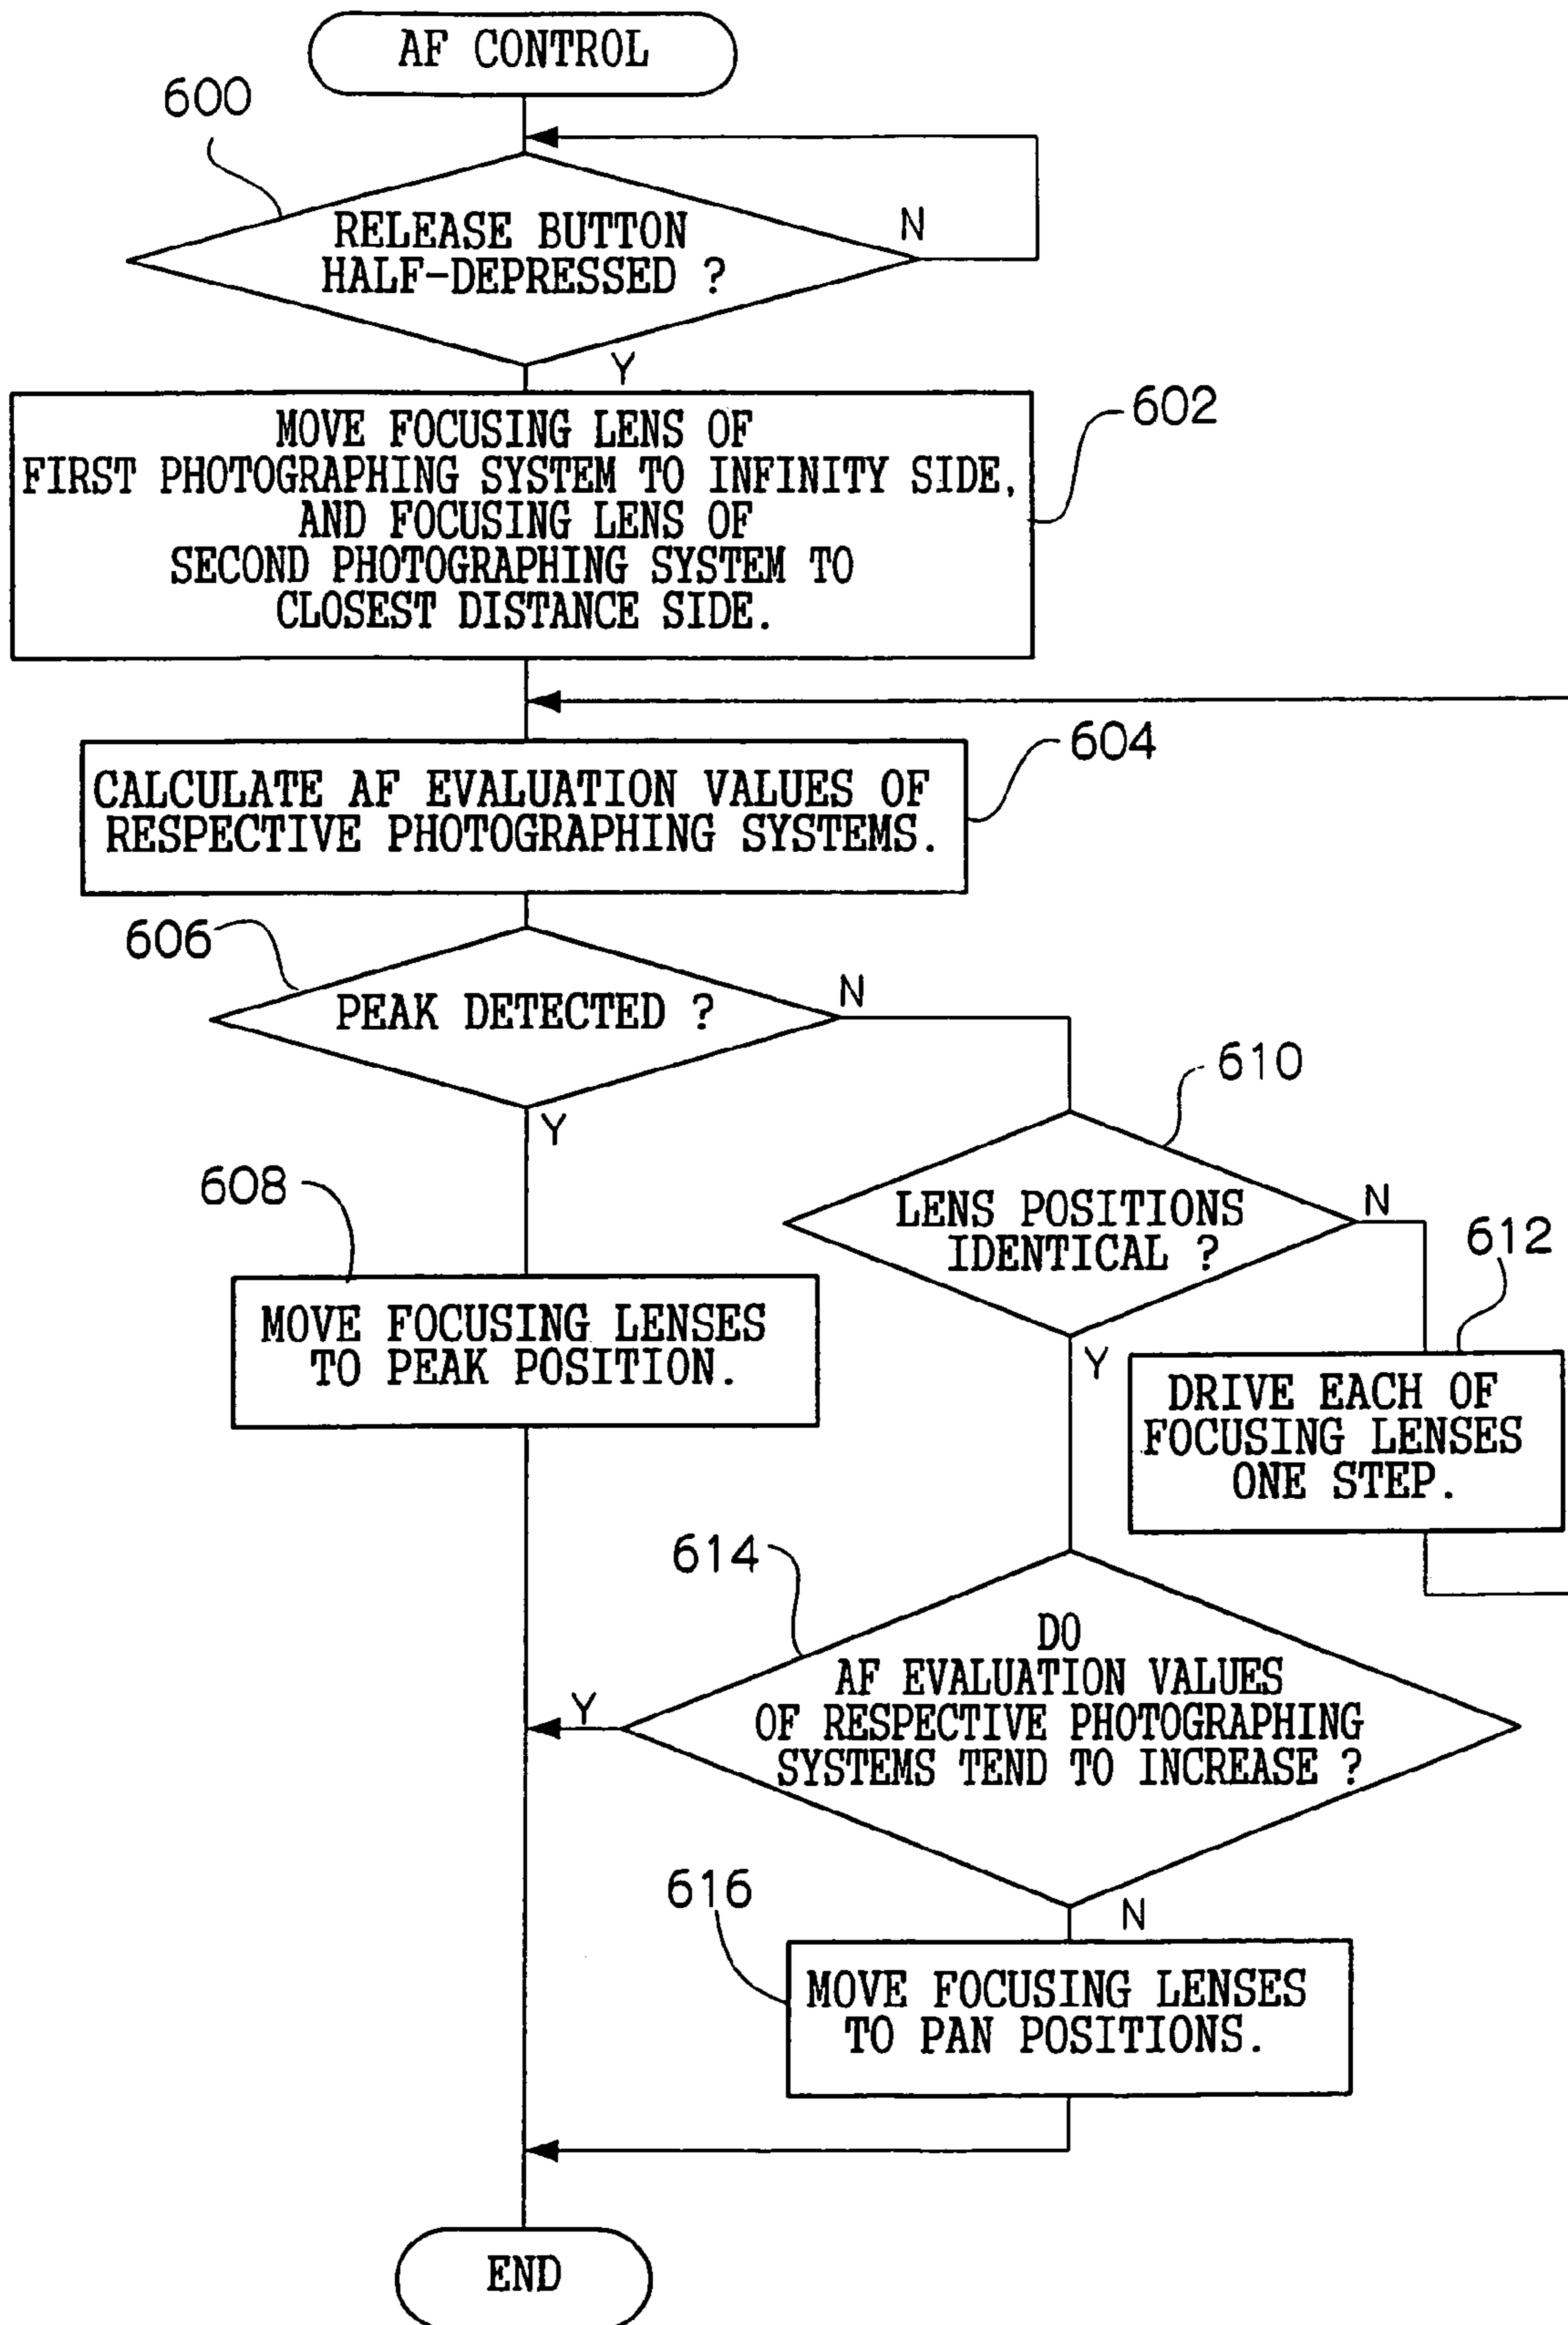 AF CONTROL
600
RELEASE BUTTON
HALF-DEPRESSED ?
N
Y
602
MOVE FOCUSING LENS OF
FIRST PHOTOGRAPHING SYSTEM TO INFINITY SIDE,
AND FOCUSING LENS OF
SECOND PHOTOGRAPHING SYSTEM TO
CLOSEST DISTANCE SIDE.
604
CALCULATE AF EVALUATION VALUES OF
RESPECTIVE PHOTOGRAPHING SYSTEMS.
606
PEAK DETECTED ?
N
Y
610
LENS POSITIONS
IDENTICAL ?
N
Y
608
MOVE FOCUSING LENSES
TO PEAK POSITION.
612
DRIVE EACH OF
FOCUSING LENSES
ONE STEP.
614
DO
AF EVALUATION VALUES
OF RESPECTIVE PHOTOGRAPHING
SYSTEMS TEND TO INCREASE ?
Y
N
616
MOVE FOCUSING LENSES
TO PAN POSITIONS.
END